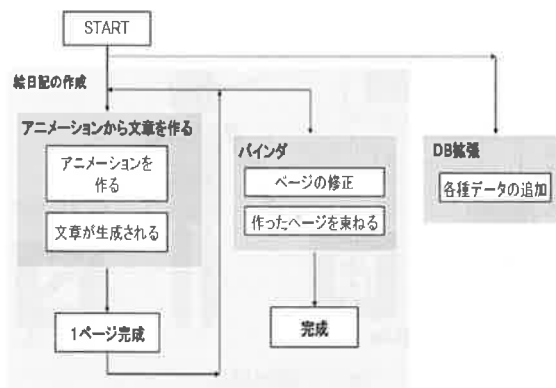 START
絵日記の作成
アニメーションから文章を作る
アニメーションを
作る
文章が生成される
1ページ完成
バインダ
ページの修正
作ったページを束ねる
完成
DB拡張
各種データの追加